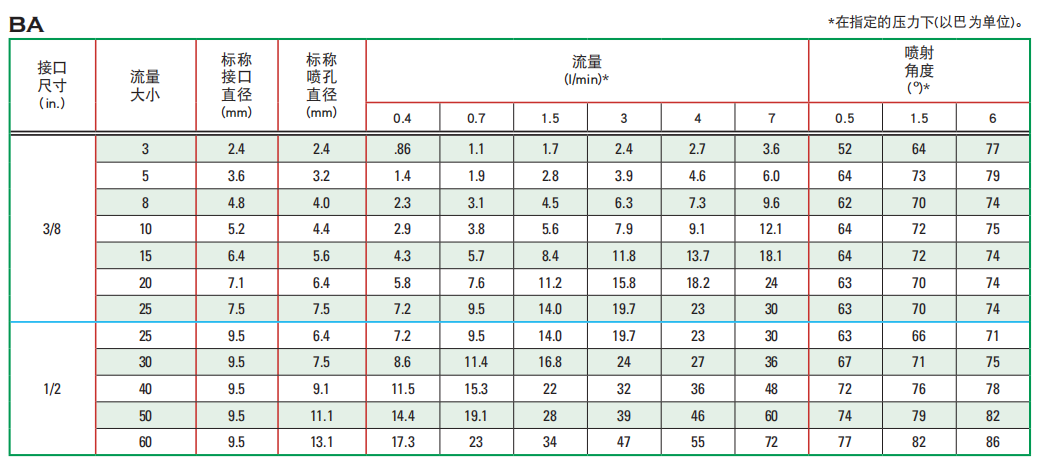 BA
*在指定的压力下(以巴为单位)。
接口
尺寸
(in.)
流量
大小
标称
接口
直径
(mm)
标称
喷孔
直径
(mm)
流量
(l/min)*
喷射
角度
(º)*
0.4 0.7 1.5 3 4 7 0.5 1.5 6
3/8
3 2.4 2.4 .86 1.1 1.7 2.4 2.7 3.6 52 64 77
5 3.6 3.2 1.4 1.9 2.8 3.9 4.6 6.0 64 73 79
8 4.8 4.0 2.3 3.1 4.5 6.3 7.3 9.6 62 70 74
10 5.2 4.4 2.9 3.8 5.6 7.9 9.1 12.1 64 72 75
15 6.4 5.6 4.3 5.7 8.4 11.8 13.7 18.1 64 72 74
20 7.1 6.4 5.8 7.6 11.2 15.8 18.2 24 63 70 74
25 7.5 7.5 7.2 9.5 14.0 19.7 23 30 63 70 74
1/2
25 9.5 6.4 7.2 9.5 14.0 19.7 23 30 63 66 71
30 9.5 7.5 8.6 11.4 16.8 24 27 36 67 71 75
40 9.5 9.1 11.5 15.3 22 32 36 48 72 76 78
50 9.5 11.1 14.4 19.1 28 39 46 60 74 79 82
60 9.5 13.1 17.3 23 34 47 55 72 77 82 86